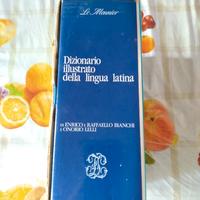 Le Monnier
Dizionario
illustrato
della lingua latina
DI ENRICO E RAFFAELLO BIANCHI
E ONORIO LELLI